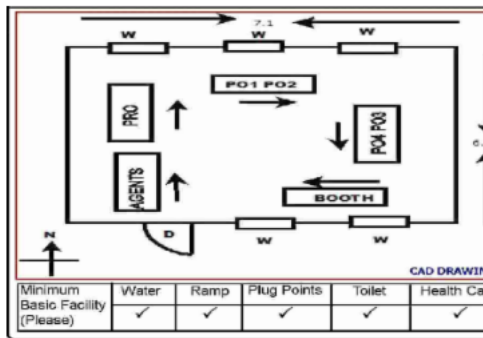 7.1
W W W
PO1 PO2
PRO
PO4 PO3
AGENTS
BOOTH
D
W W
N
CAD DRAWIN
Minimum Basic Facility (Please) Water Ramp Plug Points Toilet Health Ca
✓ ✓ ✓ ✓ ✓